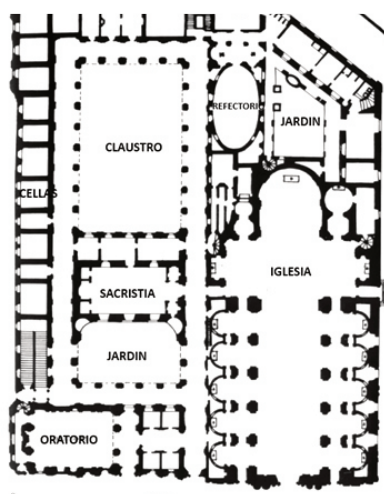 REFECTORI
JARDIN
CLAUSTRO
CELLAS
IGLESIA
SACRISTIA
JARDIN
ORATORIO